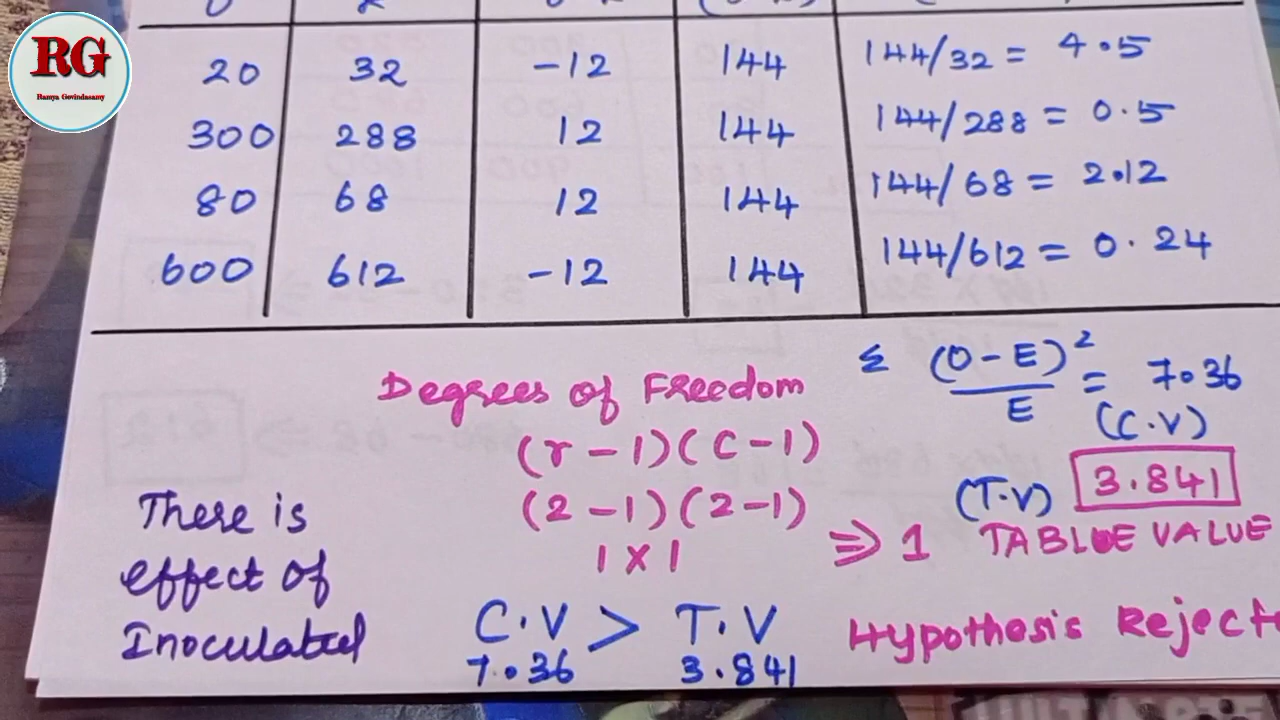 RG
Ramya Govindasamy
20 32 -12 144 144/32 = 4.5
300 288 12 144 144/288 = 0.5
80 68 12 144 144/68 = 2.12
600 612 -12 144 144/612 = 0.24
Σ (O-E)²/E = 7.36
(C.V)
Degrees of Freedom
(r-1)(c-1)
(2-1)(2-1)
1 X 1
(T.V) 3.841
⇒ 1 TABLE VALUE
There is
effect of
Inoculated
C.V > T.V
7.36 3.841
Hypothesis Reject